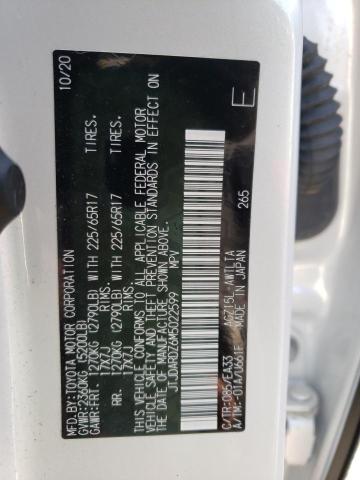 MFD. BY: TOYOTA MOTOR CORPORATION 10/20
GVWR: 2360KG (5200LB)
GAWR: FRT. 1270KG (2790LB) WITH 225/65R17 TIRES.
17X7J RIMS.
RR. 1270KG (2790LB) WITH 225/65R17 TIRES.
17X7J RIMS.
THIS VEHICLE CONFORMS TO ALL APPLICABLE FEDERAL MOTOR
VEHICLE SAFETY AND THEFT PREVENTION STANDARDS IN EFFECT ON
THE DATE OF MANUFACTURE SHOWN ABOVE.
MPV E
C/TR:085/EA33 AGZ15L-AWTLTA 265
A/TM:-01A/U661F MADE IN JAPAN